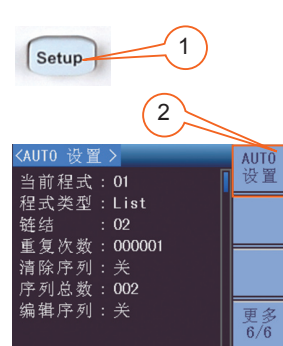 1
Setup
2
<AUTO 设置>
AUTO
设置
当前程式:01
程式类型:List
链结:02
重复次数:000001
清除序列:关
序列总数:002
编辑序列:关
更多
6/6